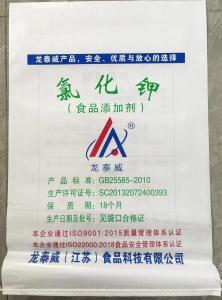 龙泰威产品，安全、优质与放心的选择
氯化钾
（食品添加剂）
®
龙泰威
产品标准：GB25585-2010
生产许可证号：SC20132072400393
保质期：18个月
生产日期及批号：见袋口合格证
本企业通过ISO9001:2015质量管理体系认证
本企业通过ISO22000:2018食品安全管理体系认证
龙泰威（江苏）食品科技有限公司